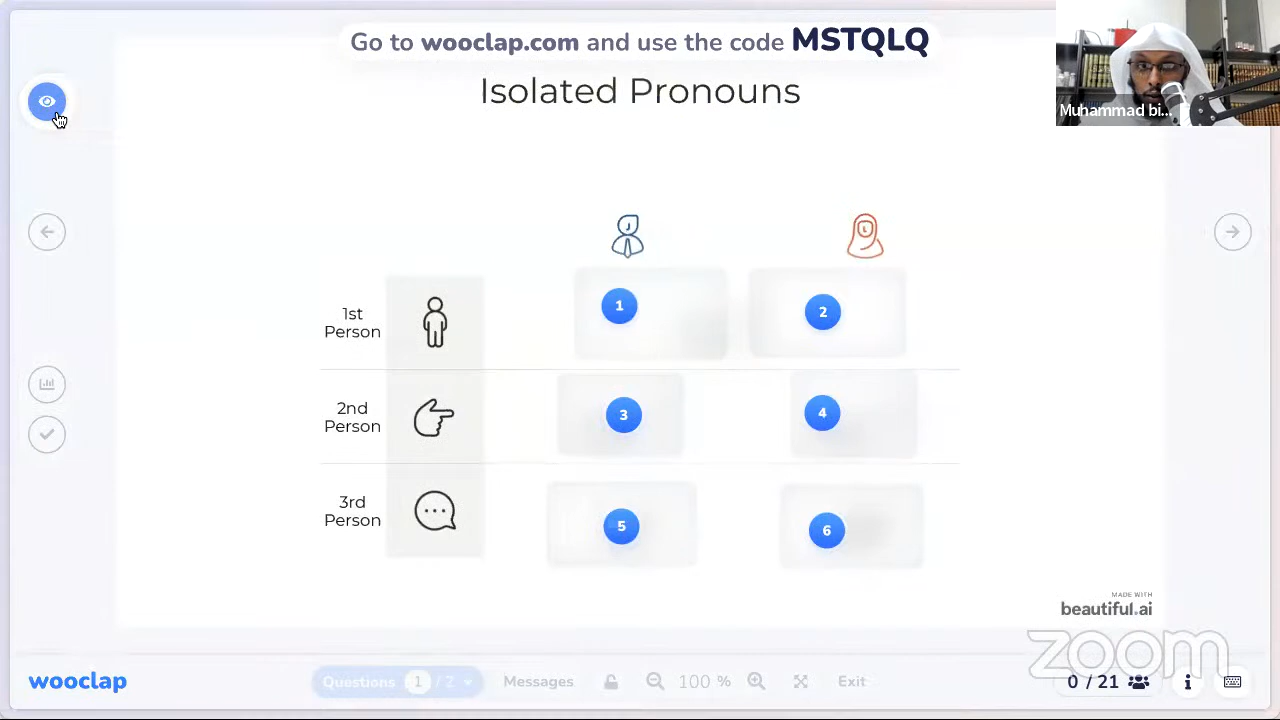 Go to wooclap.com and use the code MSTQLQ
Isolated Pronouns
Muhammad bi...
1st
Person
1
2
2nd
Person
3
4
3rd
Person
5
6
MADE WITH
beautiful.ai
zoom
wooclap
Questions 1 / 2
Messages
100 %
Exit
0 / 21